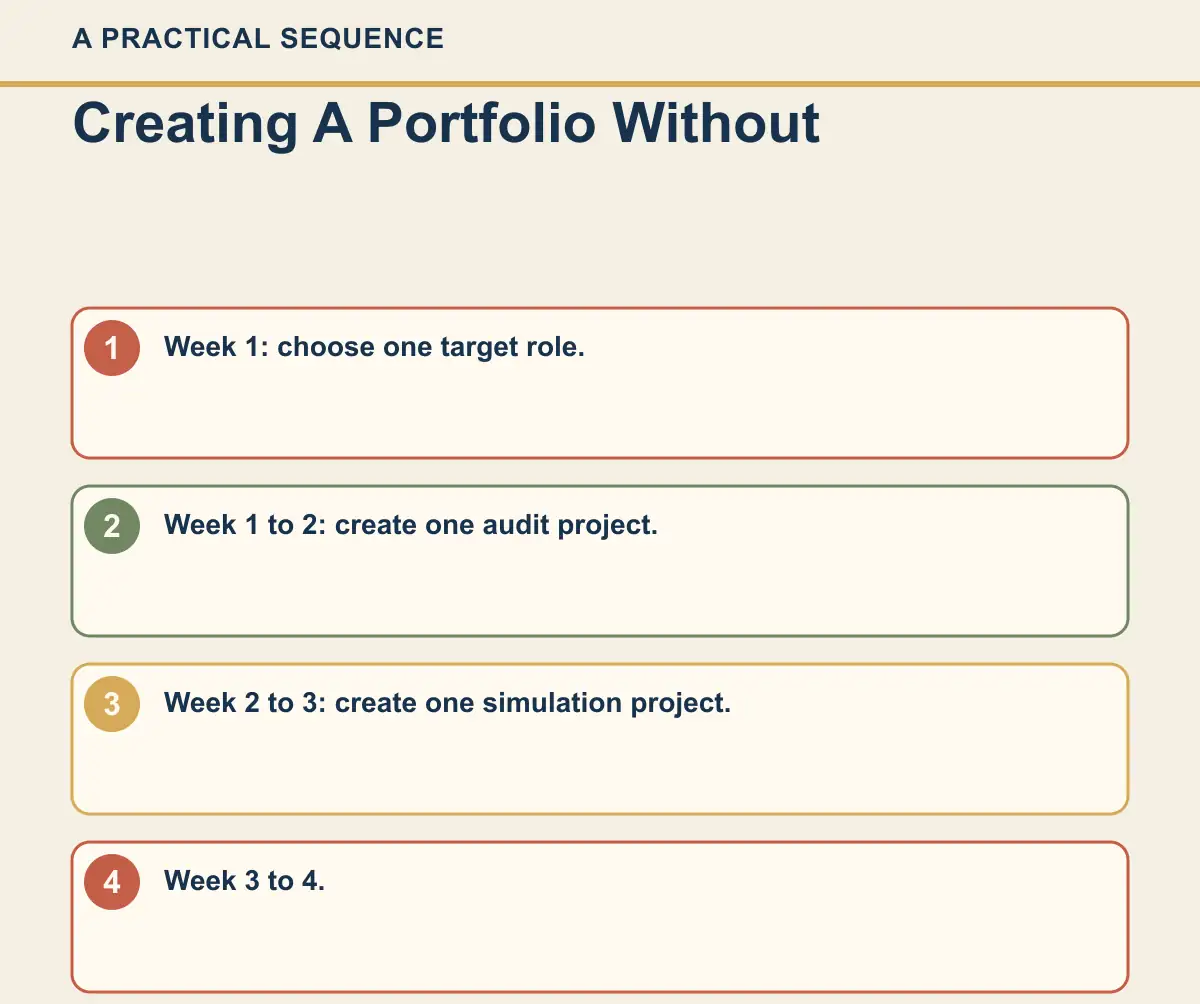 A PRACTICAL SEQUENCE
Creating A Portfolio Without
1
Week 1: choose one target role.
2
Week 1 to 2: create one audit project.
3
Week 2 to 3: create one simulation project.
4
Week 3 to 4.